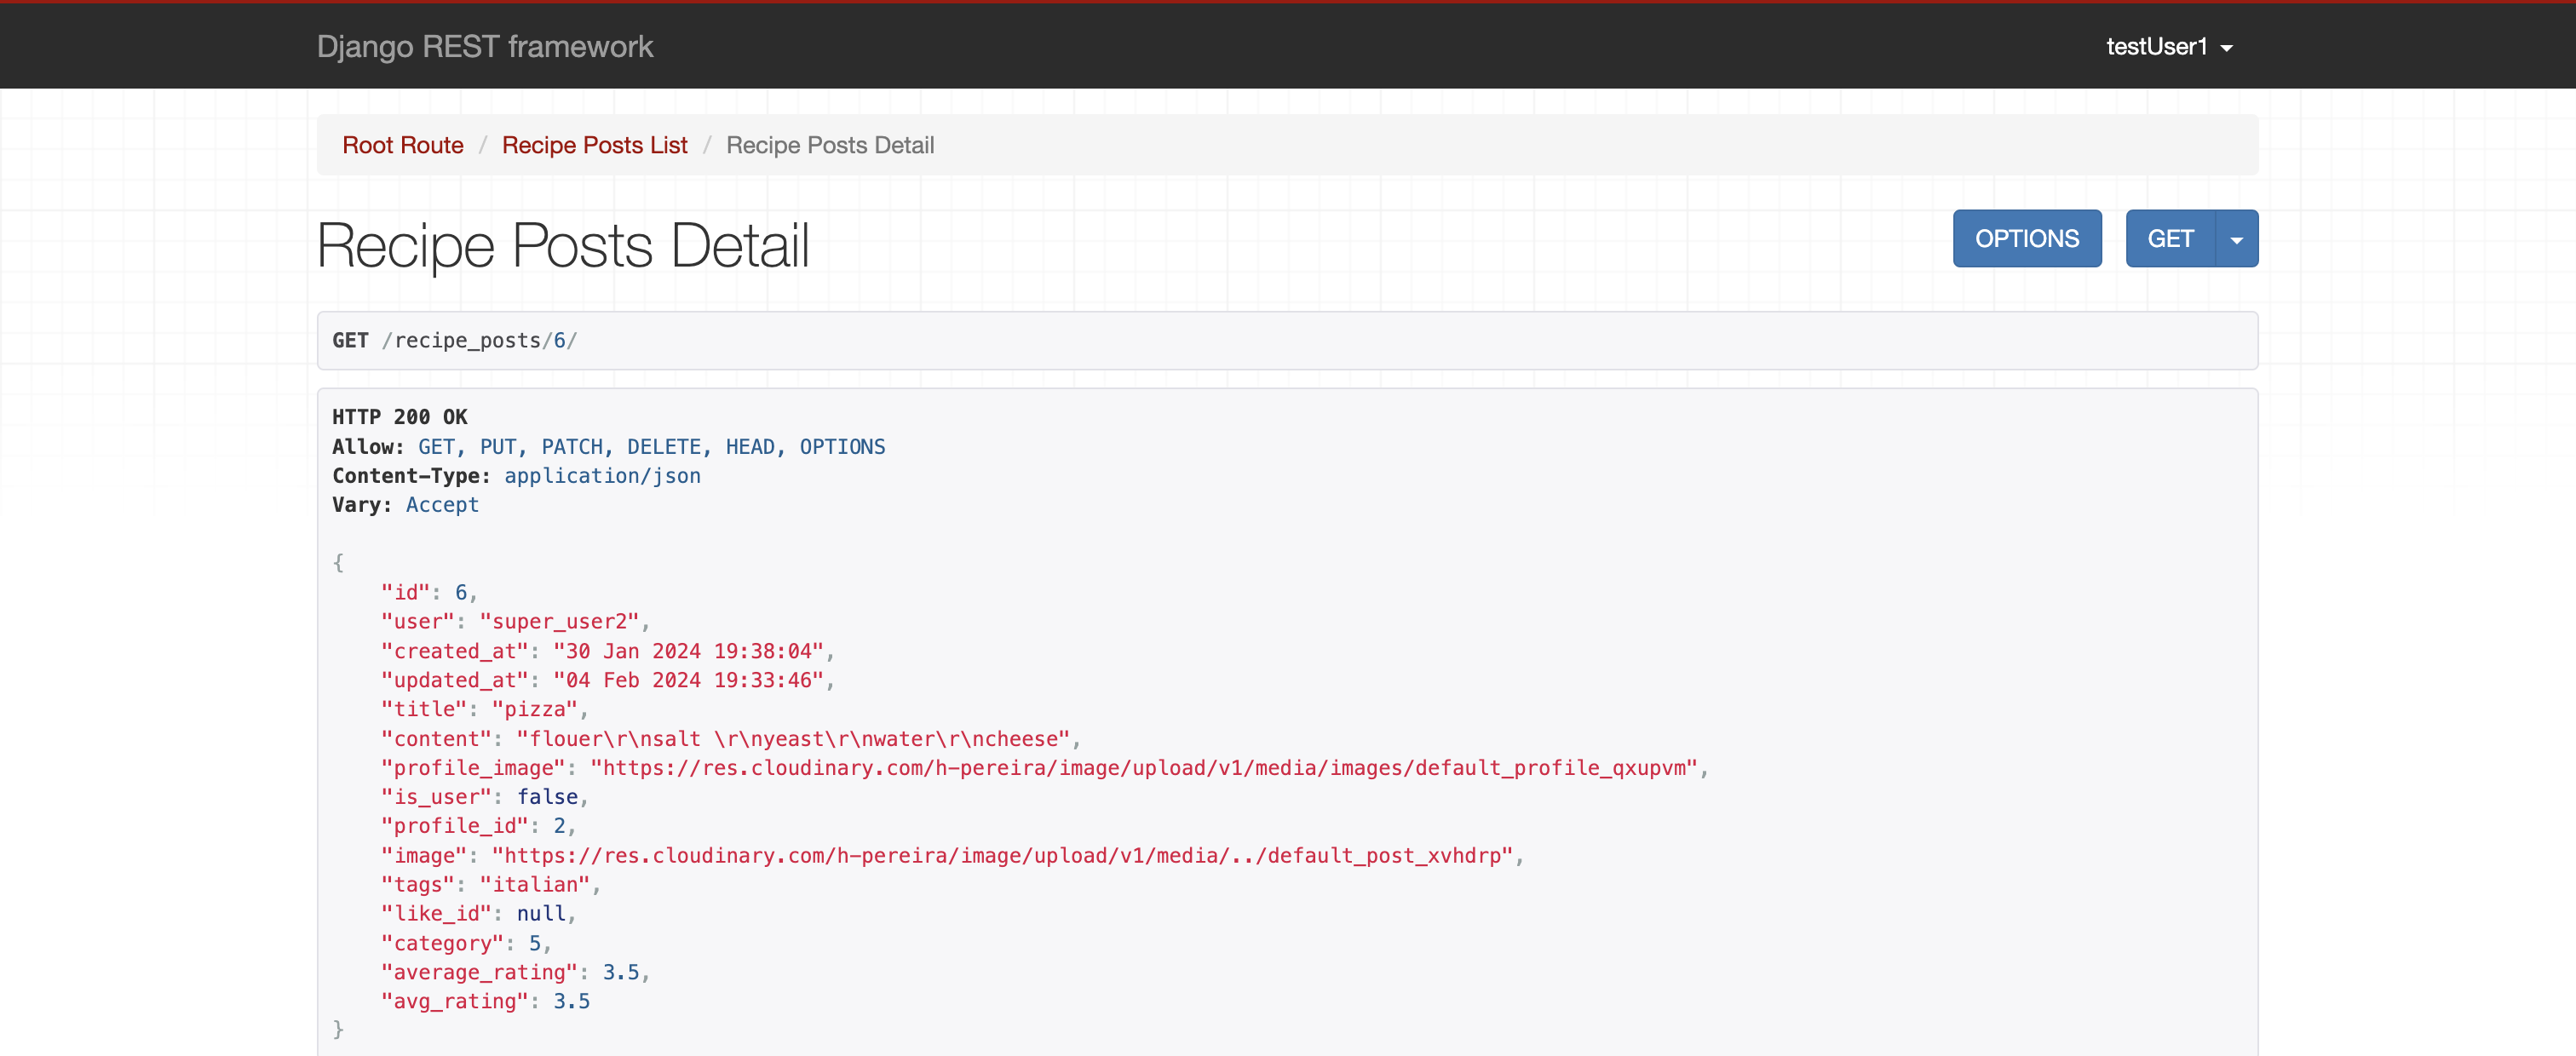 Django REST framework
testUser1
Root Route / Recipe Posts List / Recipe Posts Detail
Recipe Posts Detail
OPTIONS
GET
GET /recipe_posts/6/
HTTP 200 OK
Allow: GET, PUT, PATCH, DELETE, HEAD, OPTIONS
Content-Type: application/json
Vary: Accept
{
    "id": 6,
    "user": "super_user2",
    "created_at": "30 Jan 2024 19:38:04",
    "updated_at": "04 Feb 2024 19:33:46",
    "title": "pizza",
    "content": "flouer\r\nsalt \r\nyeast\r\nwater\r\ncheese",
    "profile_image": "https://res.cloudinary.com/h-pereira/image/upload/v1/media/images/default_profile_qxupvm",
    "is_user": false,
    "profile_id": 2,
    "image": "https://res.cloudinary.com/h-pereira/image/upload/v1/media/../default_post_xvhdrp",
    "tags": "italian",
    "like_id": null,
    "category": 5,
    "average_rating": 3.5,
    "avg_rating": 3.5
}